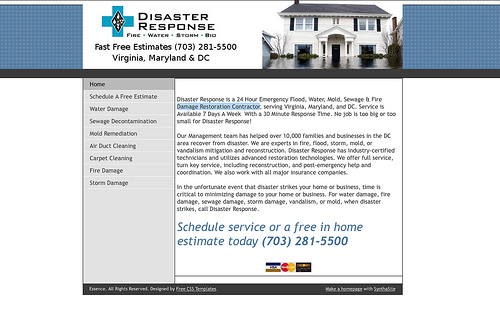 DISASTER
RESPONSE
FIRE • WATER • STORM • BIO
Fast Free Estimates (703) 281-5500
Virginia, Maryland & DC
Home
Schedule A Free Estimate
Water Damage
Sewage Decontamination
Mold Remediation
Air Duct Cleaning
Carpet Cleaning
Fire Damage
Storm Damage
Disaster Response is a 24 Hour Emergency Flood, Water, Mold, Sewage & Fire
Damage Restoration Contractor, serving Virginia, Maryland, and DC. Service is
Available 7 Days A Week With a 30 Minute Response Time. No job is too big or too
small for Disaster Response!
Our Management team has helped over 10,000 families and businesses in the DC
area recover from disaster. We are experts in fire, flood, storm, mold, or
vandalism mitigation and reconstruction. Disaster Response has industry-certified
technicians and utilizes advanced restoration technologies. We offer full service,
turn key service, including reconstruction, and post-emergency help and
coordination. We also work with all major insurance companies.
In the unfortunate event that disaster strikes your home or business, time is
critical to minimizing damage to your home or business. For water damage, fire
damage, sewage damage, storm damage, vandalism, or mold, when disaster
strikes, call Disaster Response.
Schedule service or a free in home
estimate today (703) 281-5500
VISA
Essence. All Rights Reserved. Designed by Free CSS Templates
Make a homepage with SynthaSite